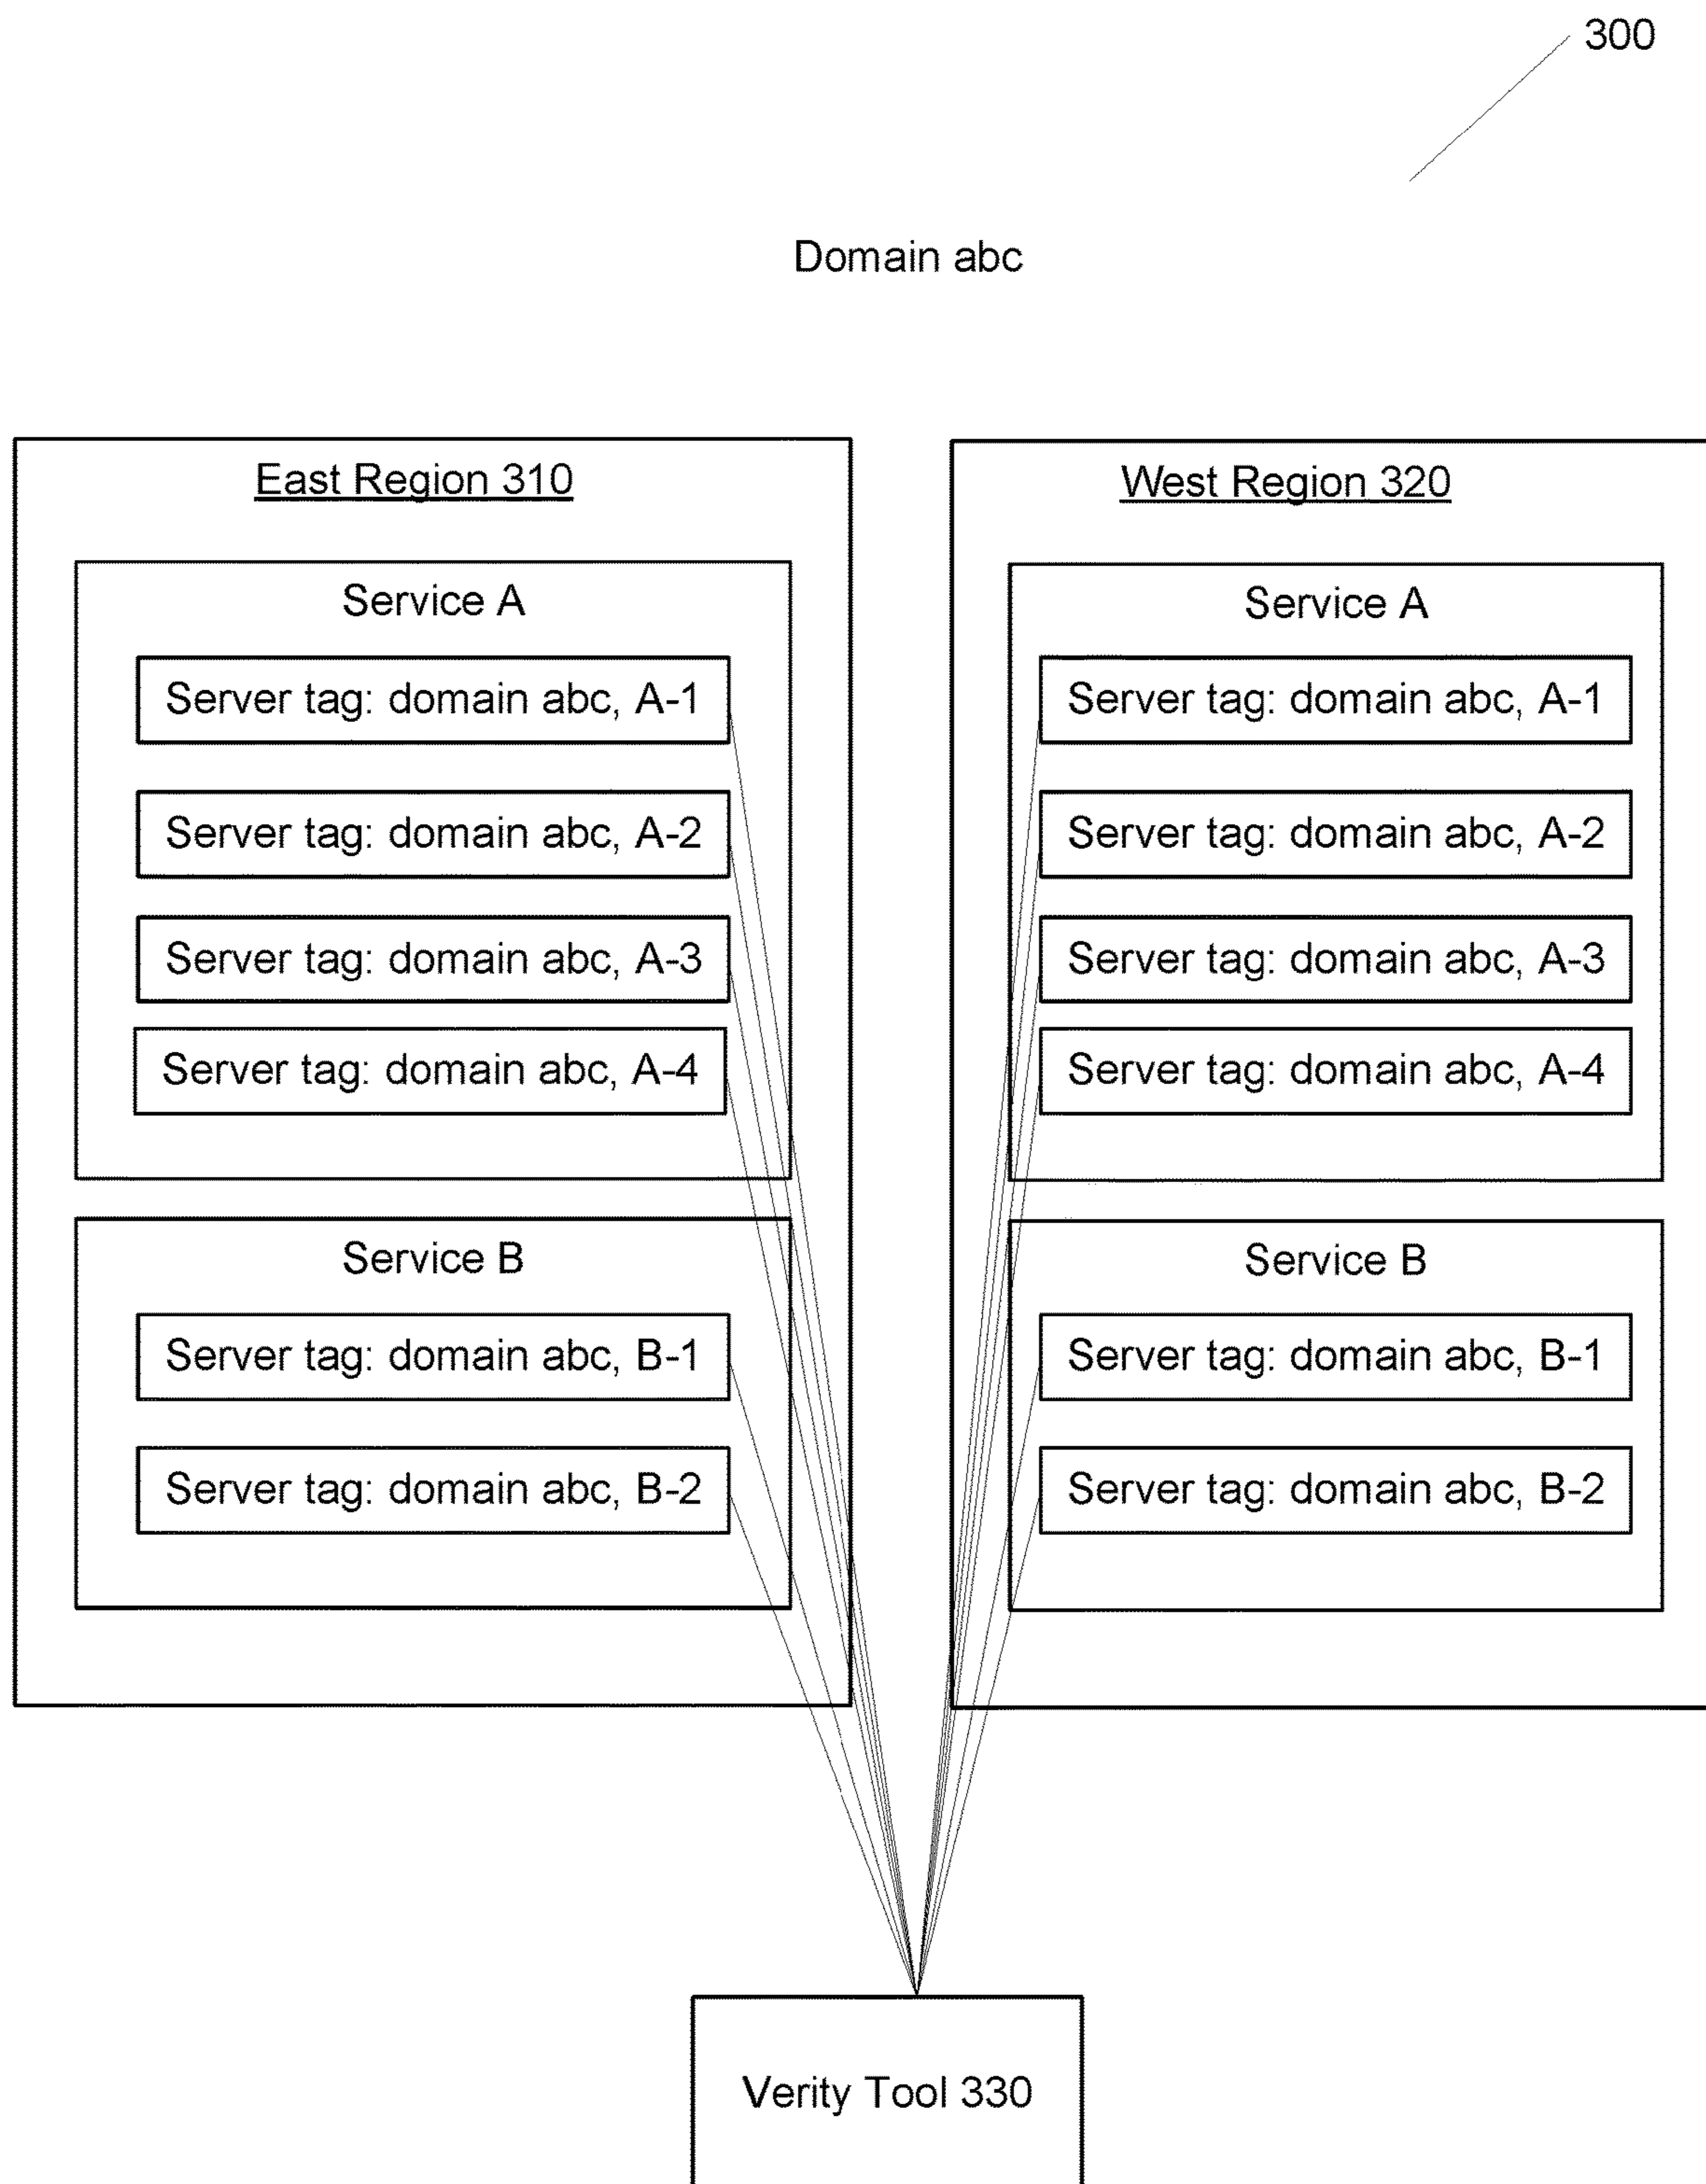 300
Domain abc
East Region 310
Service A
Server tag: domain abc, A-1
Server tag: domain abc, A-2
Server tag: domain abc, A-3
Server tag: domain abc, A-4
Service B
Server tag: domain abc, B-1
Server tag: domain abc, B-2
West Region 320
Service A
Server tag: domain abc, A-1
Server tag: domain abc, A-2
Server tag: domain abc, A-3
Server tag: domain abc, A-4
Service B
Server tag: domain abc, B-1
Server tag: domain abc, B-2
Verity Tool 330